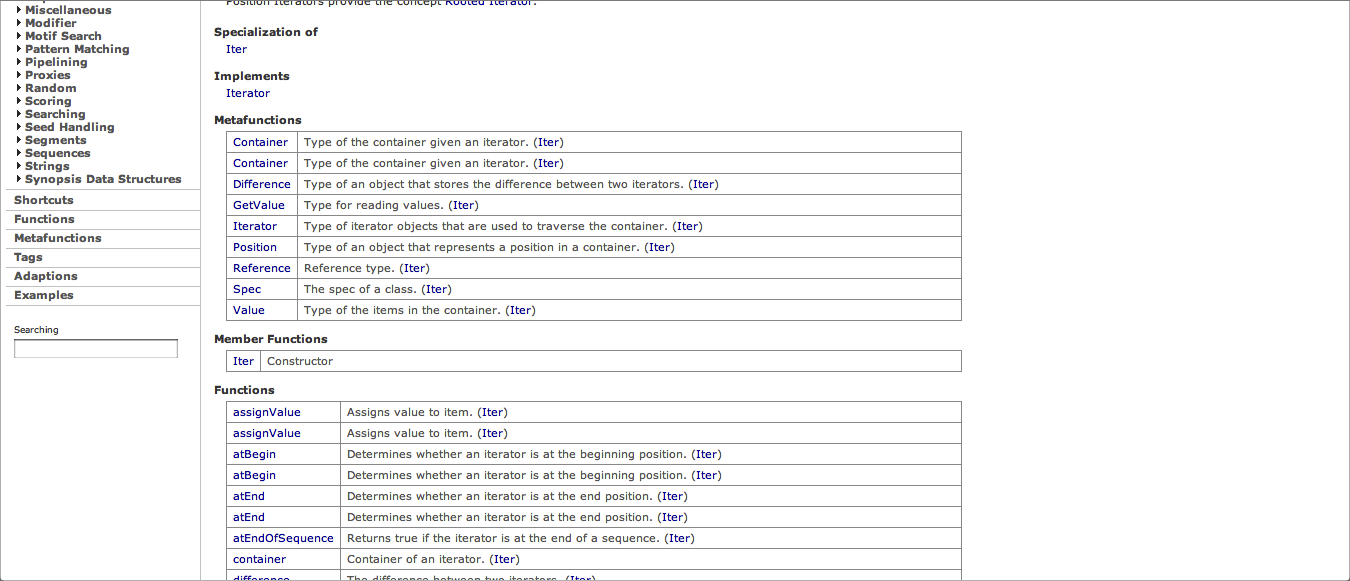 Miscellaneous
Modifier
Motif Search
Pattern Matching
Pipelining
Proxies
Random
Scoring
Searching
Seed Handling
Segments
Sequences
Strings
Synopsis Data Structures
Shortcuts
Functions
Metafunctions
Tags
Adaptions
Examples
Searching
Position Iterators provide the concept Rooted Iterator.
Specialization of
Iter
Implements
Iterator
Metafunctions
Container Type of the container given an iterator. (Iter)
Container Type of the container given an iterator. (Iter)
Difference Type of an object that stores the difference between two iterators. (Iter)
GetValue Type for reading values. (Iter)
Iterator Type of iterator objects that are used to traverse the container. (Iter)
Position Type of an object that represents a position in a container. (Iter)
Reference Reference type. (Iter)
Spec The spec of a class. (Iter)
Value Type of the items in the container. (Iter)
Member Functions
Iter Constructor
Functions
assignValue Assigns value to item. (Iter)
assignValue Assigns value to item. (Iter)
atBegin Determines whether an iterator is at the beginning position. (Iter)
atBegin Determines whether an iterator is at the beginning position. (Iter)
atEnd Determines whether an iterator is at the end position. (Iter)
atEnd Determines whether an iterator is at the end position. (Iter)
atEndOfSequence Returns true if the iterator is at the end of a sequence. (Iter)
container Container of an iterator. (Iter)
difference The difference between two iterators. (Iter)